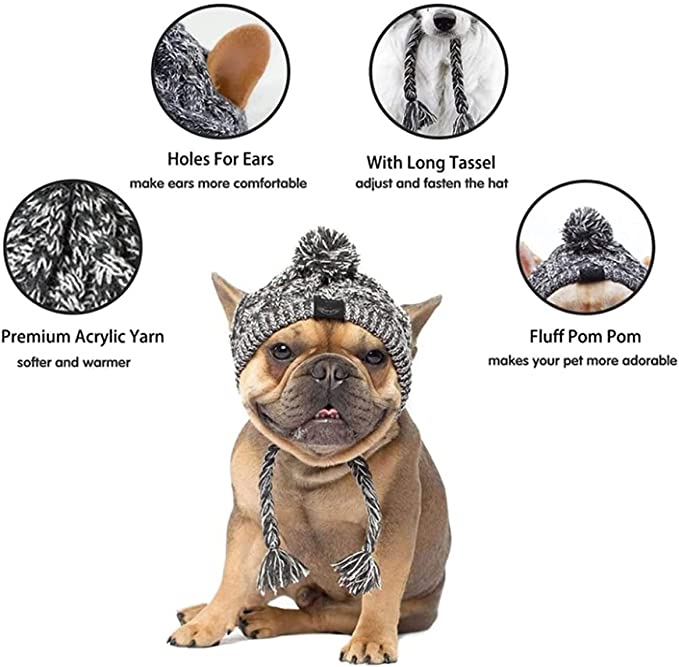 Holes For Ears
make ears more comfortable
With Long Tassel
adjust and fasten the hat
Premium Acrylic Yarn
softer and warmer
Fluff Pom Pom
makes your pet more adorable